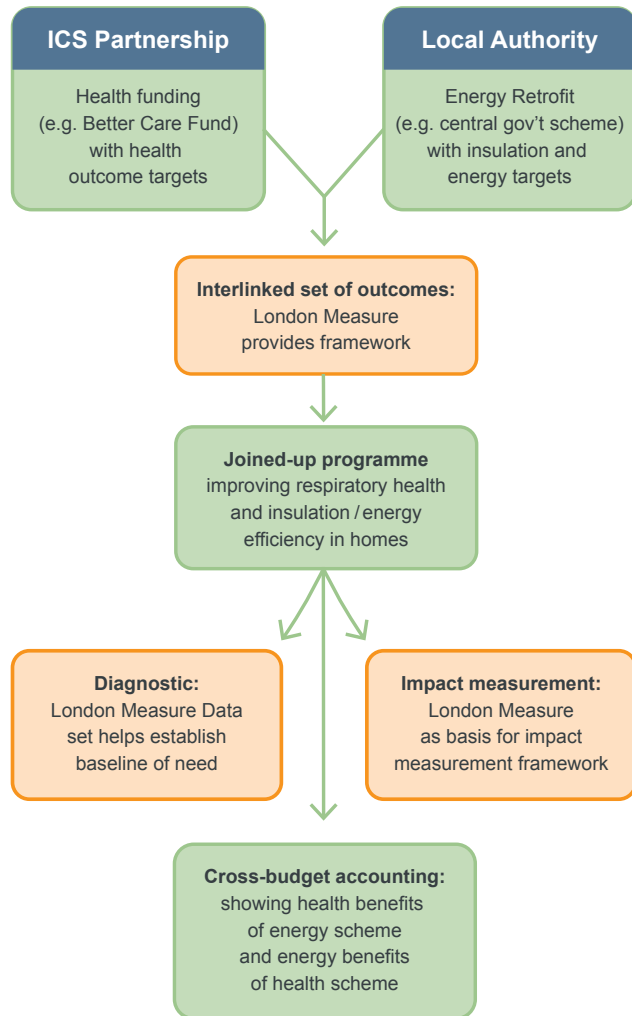 ICS Partnership
Health funding
(e.g. Better Care Fund)
with health
outcome targets
Local Authority
Energy Retrofit
(e.g. central gov’t scheme)
with insulation and
energy targets
Interlinked set of outcomes:
London Measure
provides framework
Joined-up programme
improving respiratory health
and insulation / energy
efficiency in homes
Diagnostic:
London Measure Data
set helps establish
baseline of need
Impact measurement:
London Measure
as basis for impact
measurement framework
Cross-budget accounting:
showing health benefits
of energy scheme
and energy benefits
of health scheme